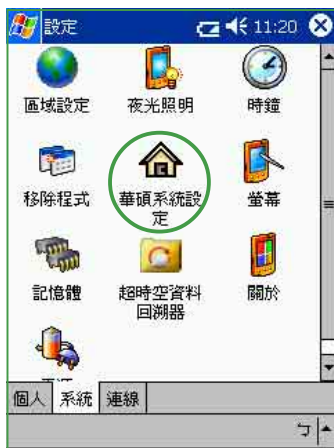 設定
11:20
區域設定
夜光照明
時鐘
移除程式
華碩系統設
定
螢幕
記憶體
超時空資料
回溯器
關於
個人
系統
連線
ㄅ